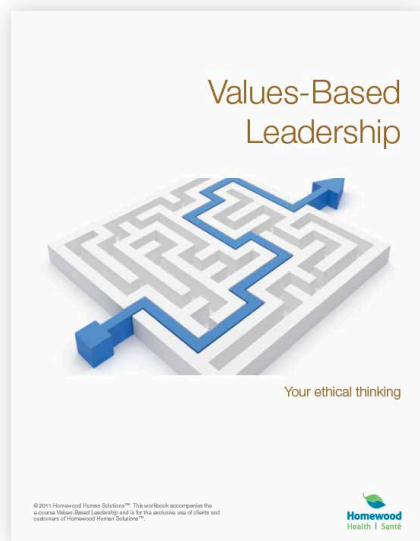 Values-Based
Leadership
Your ethical thinking
© 2011 Homewood Human Solutions™. This workbook accompanies the
e-course Values-Based Leadership and is for the exclusive use of clients and
customers of Homewood Human Solutions™.
Homewood
Health | Santé